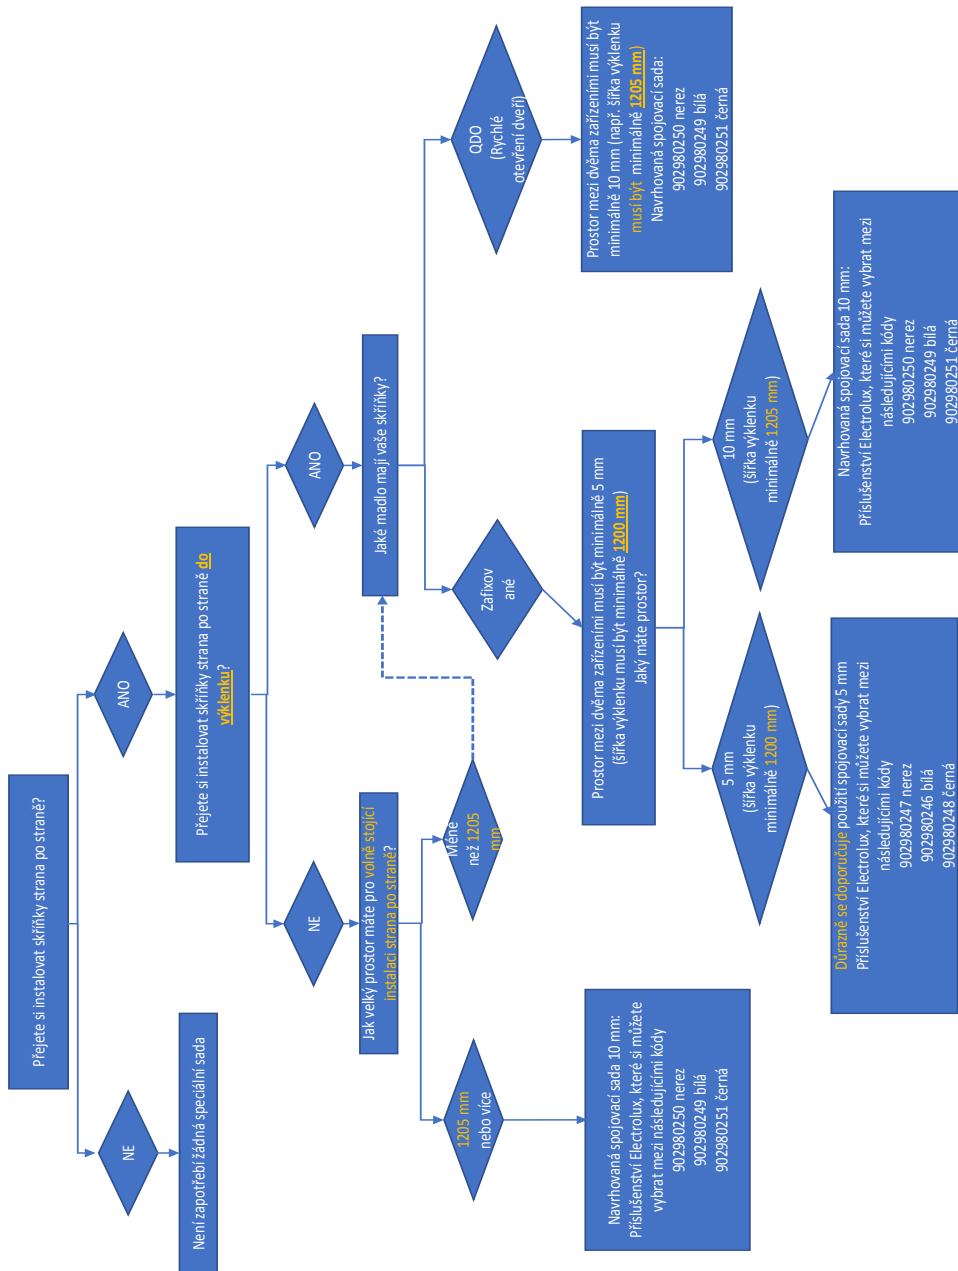 Přejete si instalovat skříňky strana po straně?
NE
Není zapotřebí žádná speciální sada
ANO
Přejete si instalovat skříňky strana po straně do
výklenku?
NE
Jak velký prostor máte pro volně stojící
instalaci strana po straně?
1205 mm
nebo více
Navrhovaná spojovací sada 10 mm:
Příslušenství Electrolux, které si můžete
vybrat mezi následujícími kódy
902980250 nerez
902980249 bílá
902980251 černá
Méně
než 1205
mm
ANO
Jaké madlo mají vaše skříňky?
Zafixov
ané
Prostor mezi dvěma zařízeními musí být minimálně 5 mm
(šířka výklenku musí být minimálně 1200 mm)
Jaký máte prostor?
5 mm
(šířka výklenku
minimálně 1200 mm)
Důrazně se doporučuje použití spojovací sady 5 mm
Příslušenství Electrolux, které si můžete vybrat mezi
následujícími kódy
902980247 nerez
902980246 bílá
902980248 černá
10 mm
(šířka výklenku
minimálně 1205 mm)
Navrhovaná spojovací sada 10 mm:
Příslušenství Electrolux, které si můžete vybrat mezi
následujícími kódy
902980250 nerez
902980249 bílá
902980251 černá
QDO
(Rychlé
otevření dveří)
Prostor mezi dvěma zařízeními musí být
minimálně 10 mm (např. šířka výklenku
musí být minimálně 1205 mm)
Navrhovaná spojovací sada:
902980250 nerez
902980249 bílá
902980251 černá